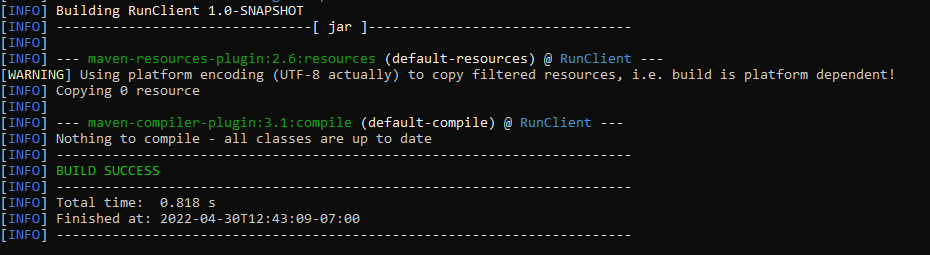 [INFO] Building RunClient 1.0-SNAPSHOT
[INFO] --------------------------------[ jar ]---------------------------------
[INFO]
[INFO] --- maven-resources-plugin:2.6:resources (default-resources) @ RunClient ---
[WARNING] Using platform encoding (UTF-8 actually) to copy filtered resources, i.e. build is platform dependent!
[INFO] Copying 0 resource
[INFO]
[INFO] --- maven-compiler-plugin:3.1:compile (default-compile) @ RunClient ---
[INFO] Nothing to compile - all classes are up to date
[INFO] ------------------------------------------------------------------------
[INFO] BUILD SUCCESS
[INFO] ------------------------------------------------------------------------
[INFO] Total time:  0.818 s
[INFO] Finished at: 2022-04-30T12:43:09-07:00
[INFO] ------------------------------------------------------------------------